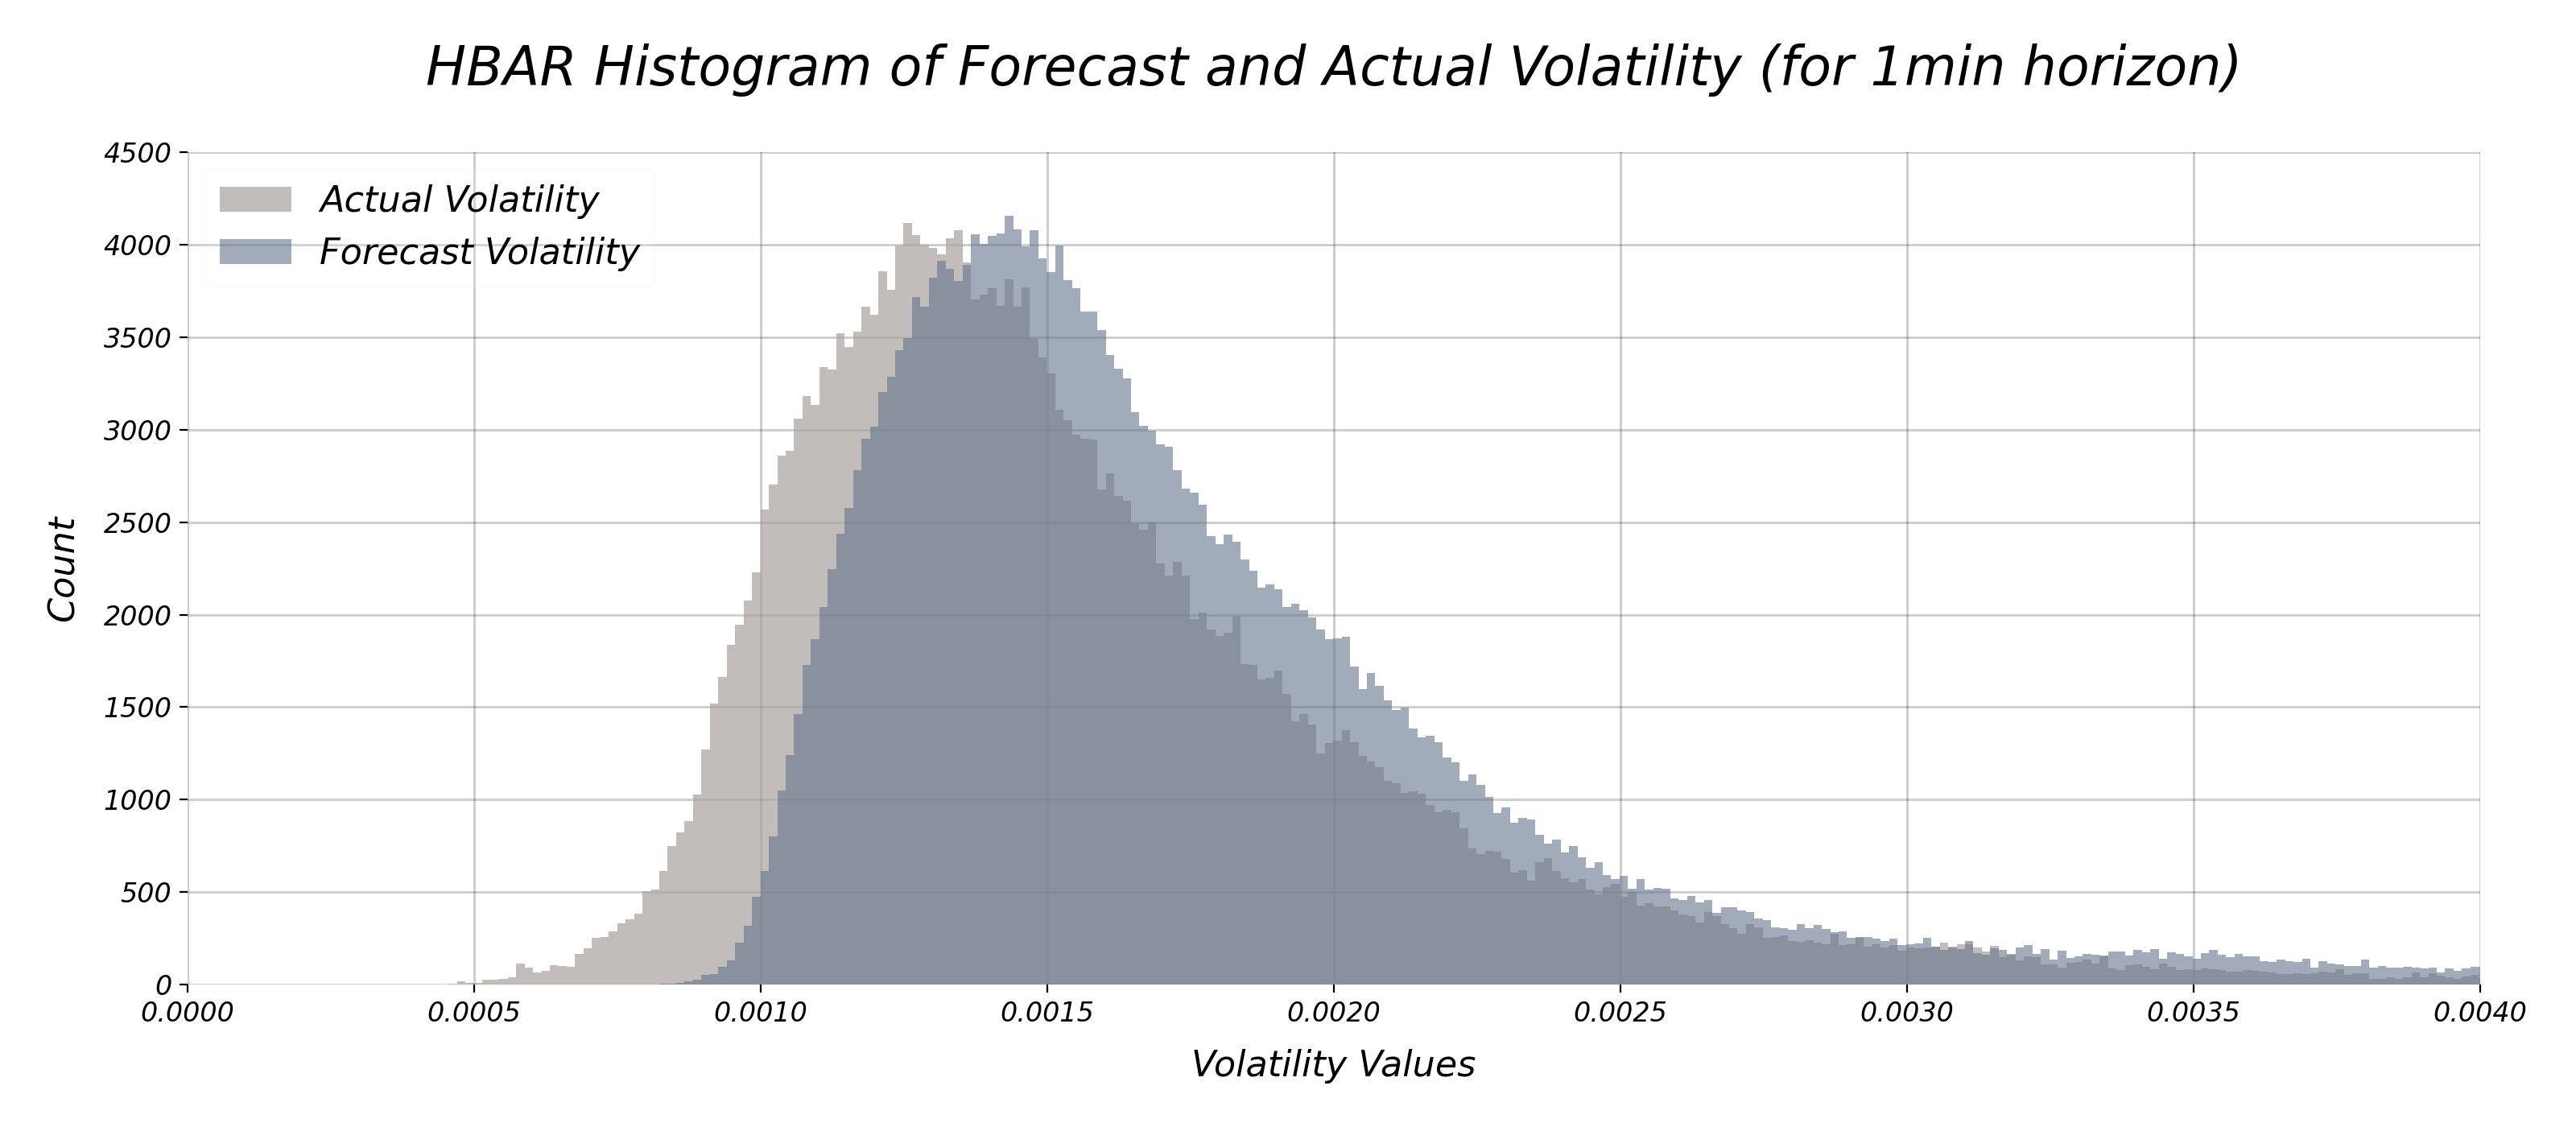 HBAR Histogram of Forecast and Actual Volatility (for 1min horizon)
4500
4000
3500
3000
2500
2000
1500
1000
500
0
Actual Volatility
Forecast Volatility
Count
0.0000 0.0005 0.0010 0.0015 0.0020 0.0025 0.0030 0.0035 0.0040
Volatility Values